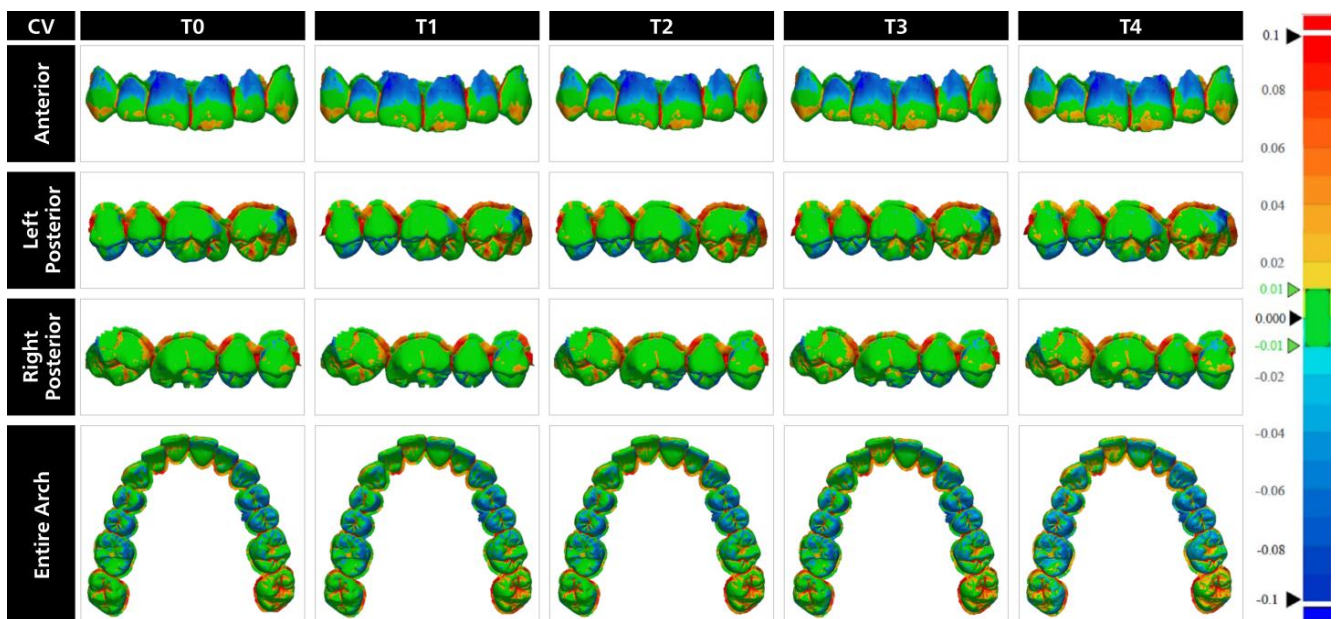 CV T0 T1 T2 T3 T4
Anterior
Left
Posterior
Right
Posterior
Entire Arch
0.1
0.08
0.06
0.04
0.02
0.01
0.000
-0.01
-0.02
-0.04
-0.06
-0.08
-0.1